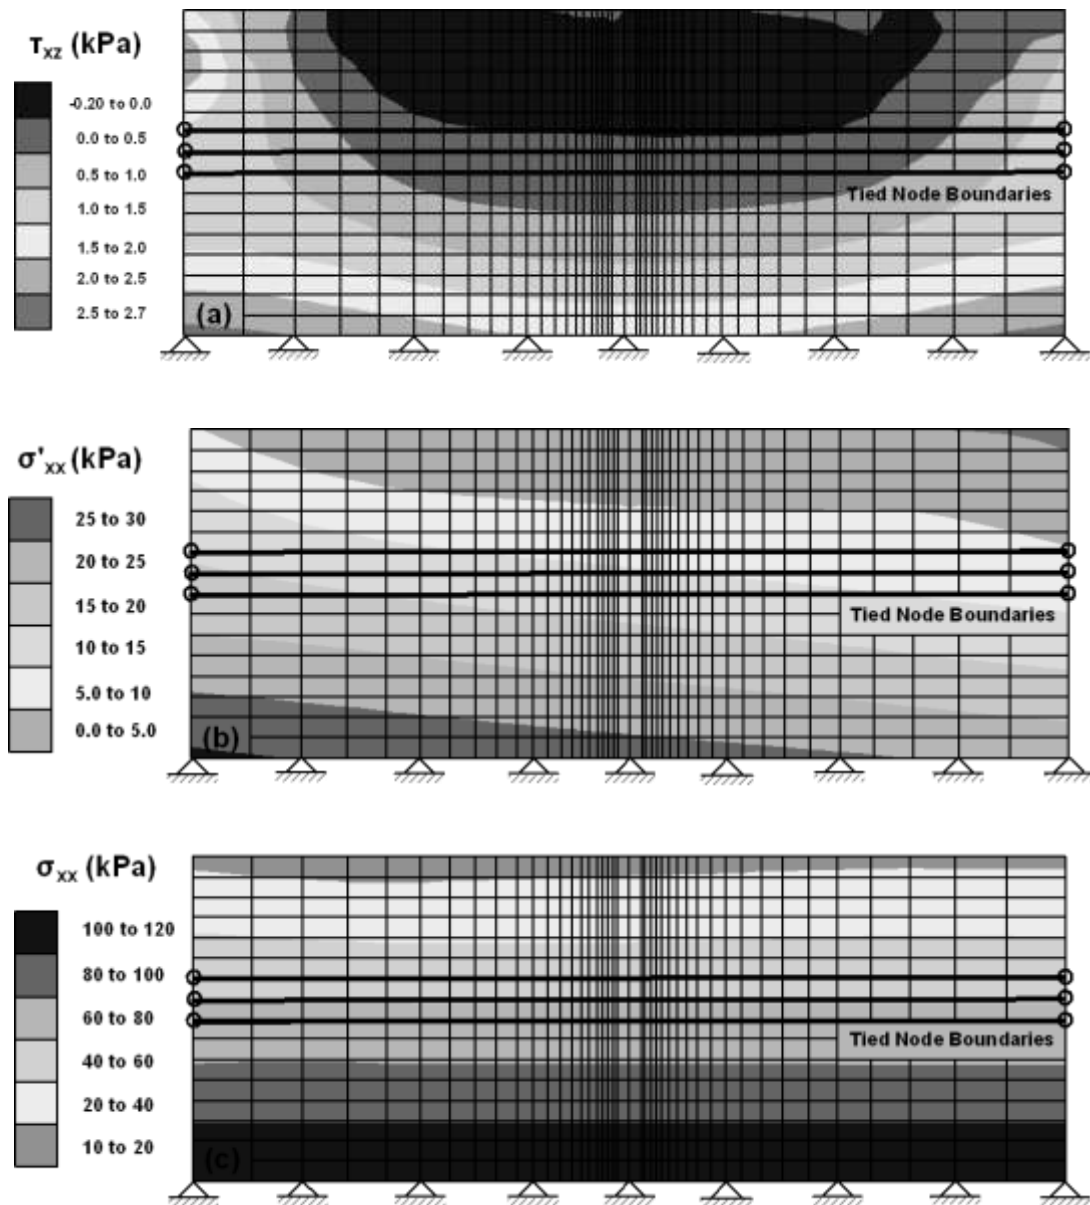 τxz (kPa)
-0.20 to 0.0
0.0 to 0.5
0.5 to 1.0
1.0 to 1.5
1.5 to 2.0
2.0 to 2.5
2.5 to 2.7
Tied Node Boundaries
(a)
σ'xx (kPa)
25 to 30
20 to 25
15 to 20
10 to 15
5.0 to 10
0.0 to 5.0
Tied Node Boundaries
(b)
σxx (kPa)
100 to 120
80 to 100
60 to 80
40 to 60
20 to 40
10 to 20
Tied Node Boundaries
(c)